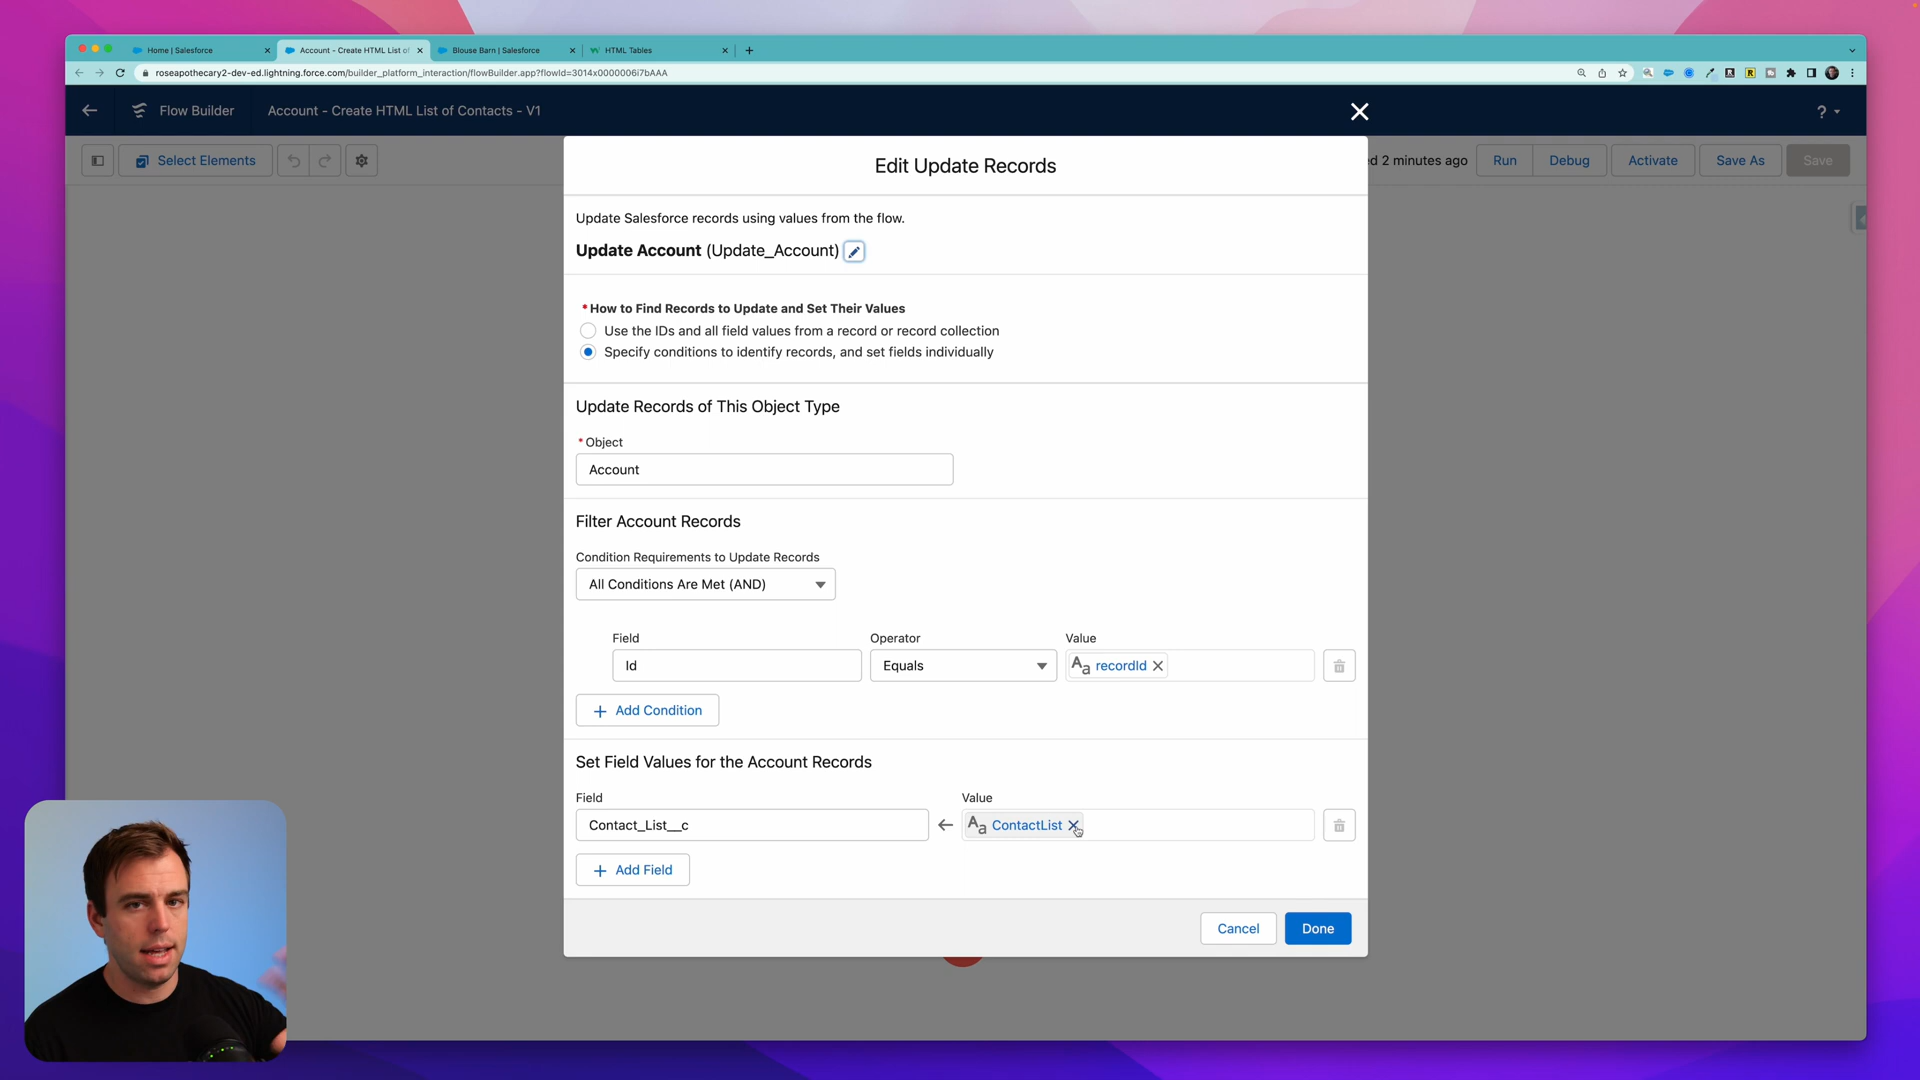 Home | Salesforce
Account - Create HTML List of
Blouse Barn | Salesforce
HTML Tables
roseapothecary2-dev-ed.lightning.force.com/builder_platform_interaction/flowBuilder.app?flowId=3014x0000006i7bAAA
Flow Builder
Account - Create HTML List of Contacts - V1
?
Select Elements
d 2 minutes ago
Run
Debug
Activate
Save As
Save
Edit Update Records
Update Salesforce records using values from the flow.
Update Account (Update_Account)
*How to Find Records to Update and Set Their Values
Use the IDs and all field values from a record or record collection
Specify conditions to identify records, and set fields individually
Update Records of This Object Type
*Object
Account
Filter Account Records
Condition Requirements to Update Records
All Conditions Are Met (AND)
Field
Operator
Value
Id
Equals
Aa recordId
+ Add Condition
Set Field Values for the Account Records
Field
Value
Contact_List__c
Aa ContactList
+ Add Field
Cancel
Done